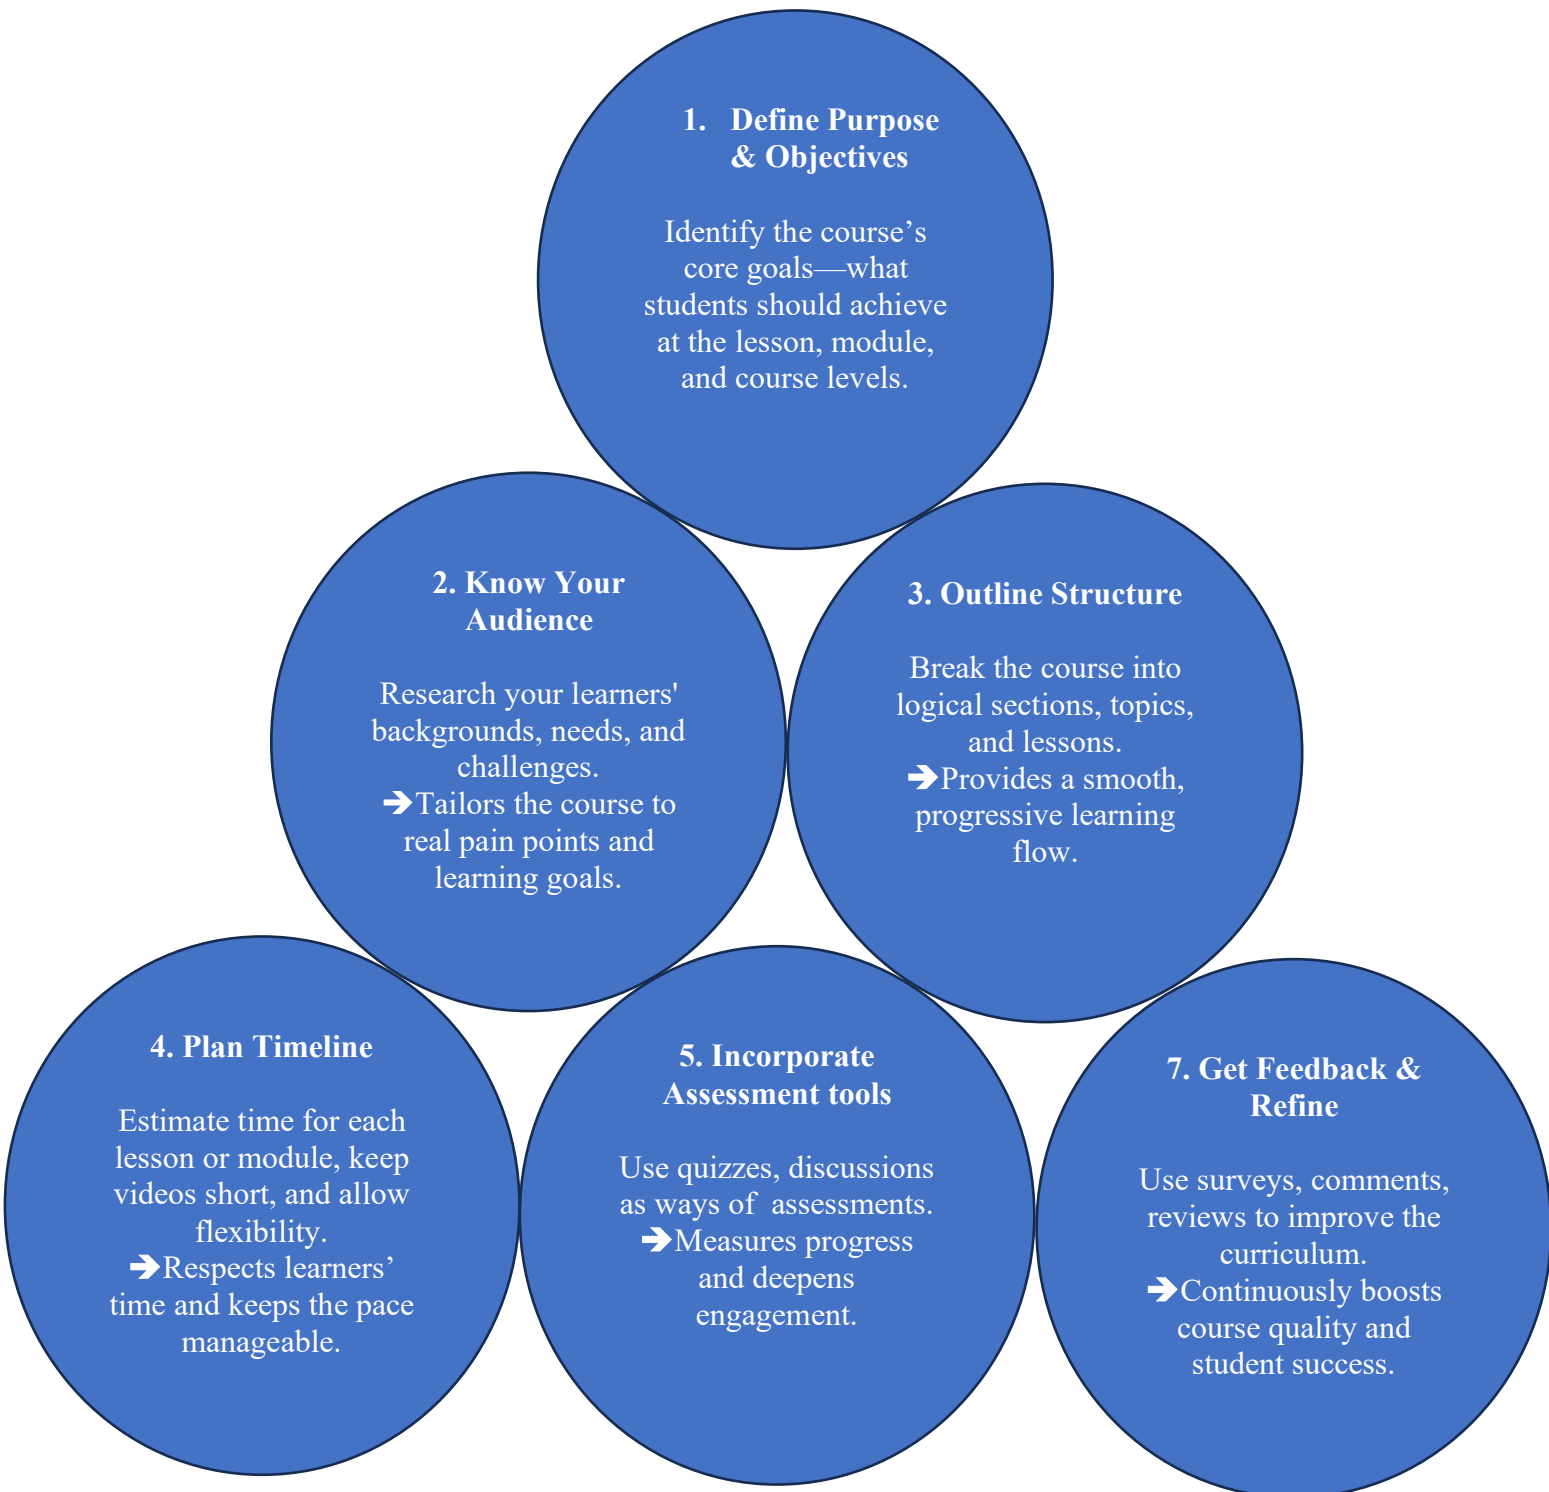 1. Define Purpose
& Objectives
Identify the course’s
core goals—what
students should achieve
at the lesson, module,
and course levels.
2. Know Your
Audience
Research your learners'
backgrounds, needs, and
challenges.
➔Tailors the course to
real pain points and
learning goals.
3. Outline Structure
Break the course into
logical sections, topics,
and lessons.
➔Provides a smooth,
progressive learning
flow.
4. Plan Timeline
Estimate time for each
lesson or module, keep
videos short, and allow
flexibility.
➔Respects learners’
time and keeps the pace
manageable.
5. Incorporate
Assessment tools
Use quizzes, discussions
as ways of assessments.
➔Measures progress
and deepens
engagement.
7. Get Feedback &
Refine
Use surveys, comments,
reviews to improve the
curriculum.
➔Continuously boosts
course quality and
student success.